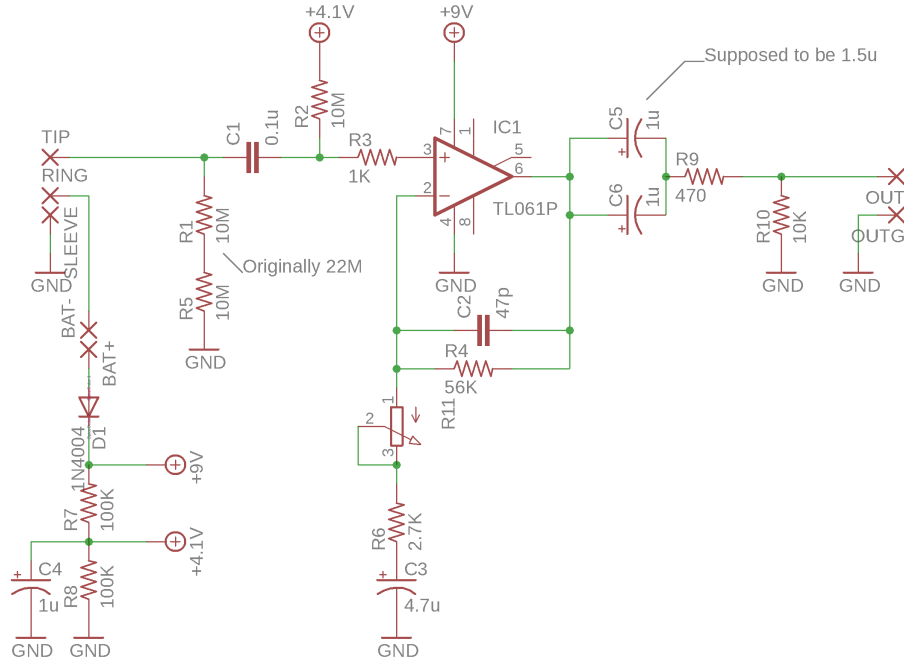 +4.1V
+9V
Supposed to be 1.5u
TIP
RING
SLEEVE
GND
C1
0.1u
R2
10M
R3
1K
IC1
7
1
3
+
5
6
2
-
4
8
TL061P
C5
1u
+
C6
1u
+
R9
470
OUT
OUTG
R10
10K
GND
GND
R1
10M
Originally 22M
R5
10M
GND
GND
C2
47p
R4
56K
BAT-
BAT+
1
2
3
R11
D1
1N4004
+9V
R7
100K
+4.1V
R8
100K
+
C4
1u
R6
2.7K
+
C3
4.7u
GND
GND
GND